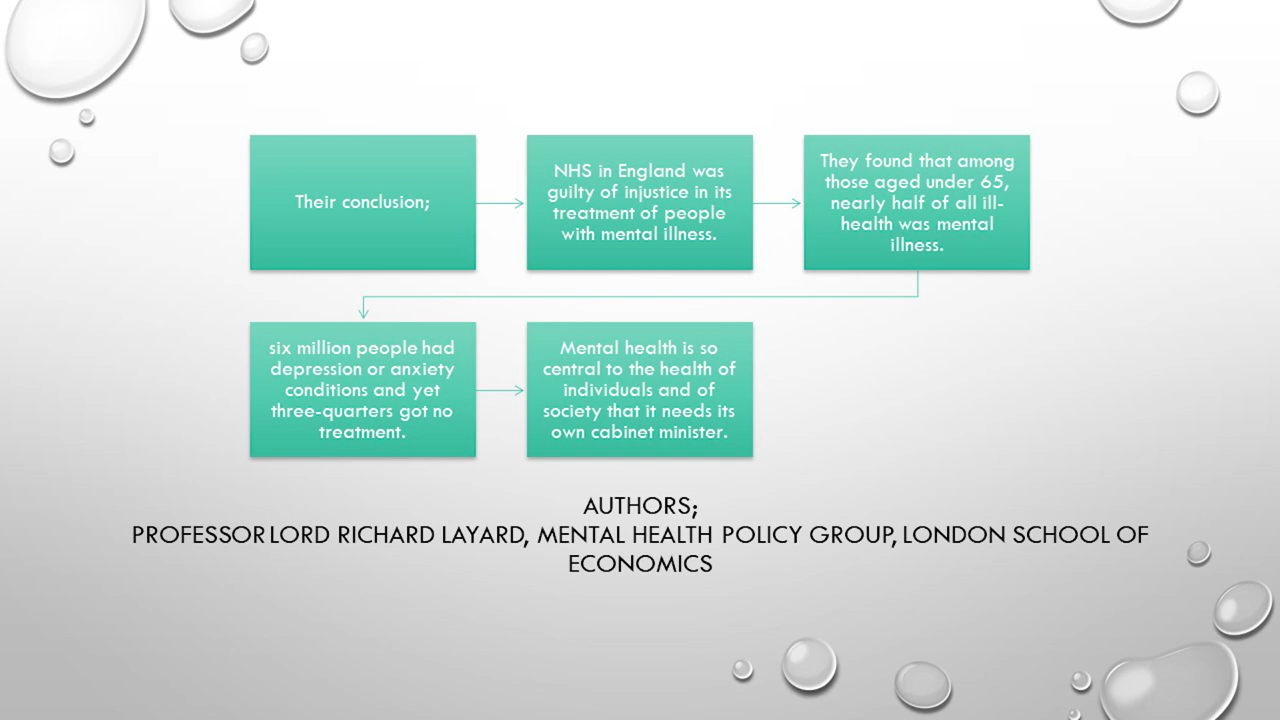 Their conclusion;
NHS in England was
guilty of injustice in its
treatment of people
with mental illness.
They found that among
those aged under 65,
nearly half of all ill-
health was mental
illness.
six million people had
depression or anxiety
conditions and yet
three-quarters got no
treatment.
Mental health is so
central to the health of
individuals and of
society that it needs its
own cabinet minister.
AUTHORS;
PROFESSOR LORD RICHARD LAYARD, MENTAL HEALTH POLICY GROUP, LONDON SCHOOL OF
ECONOMICS